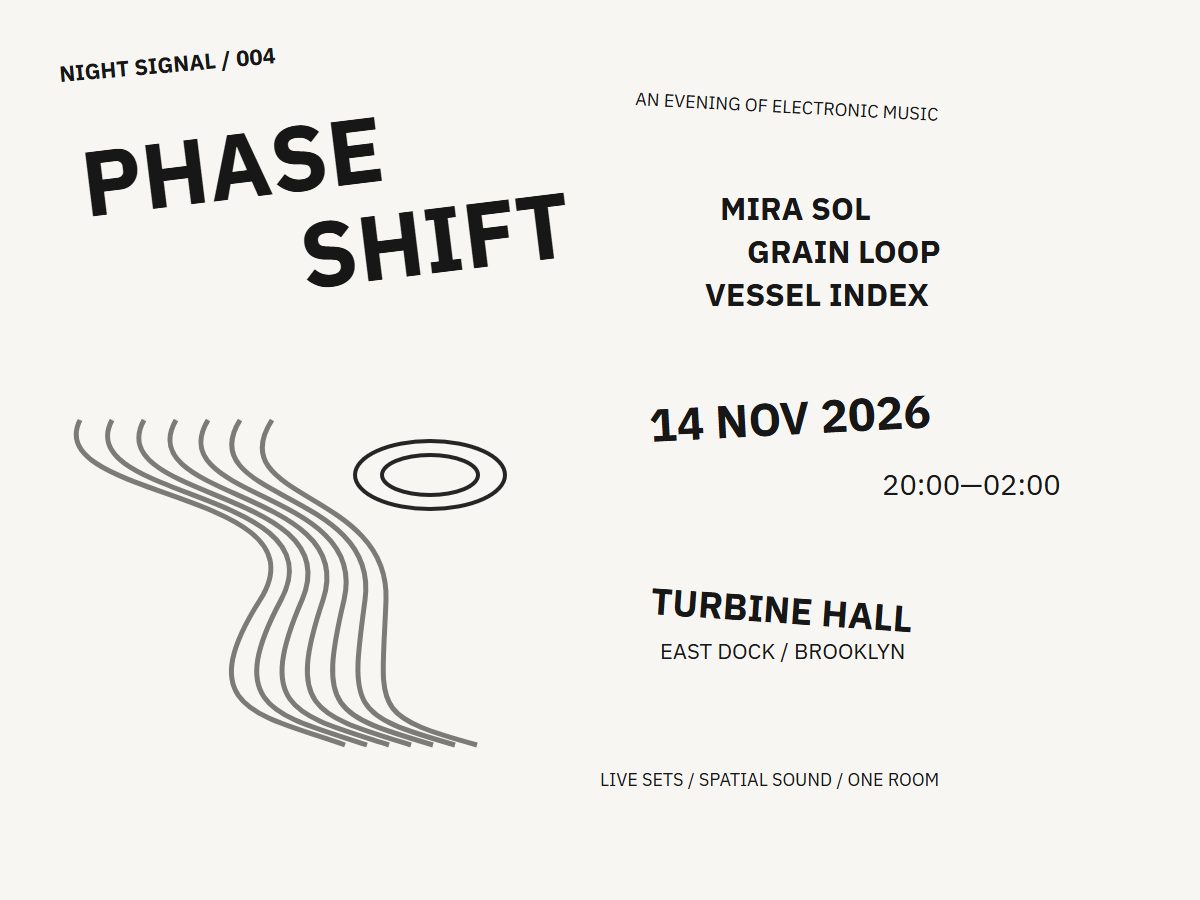 NIGHT SIGNAL / 004
PHASE
SHIFT
AN EVENING OF ELECTRONIC MUSIC
MIRA SOL
GRAIN LOOP
VESSEL INDEX
14 NOV 2026
20:00—02:00
TURBINE HALL
EAST DOCK / BROOKLYN
LIVE SETS / SPATIAL SOUND / ONE ROOM